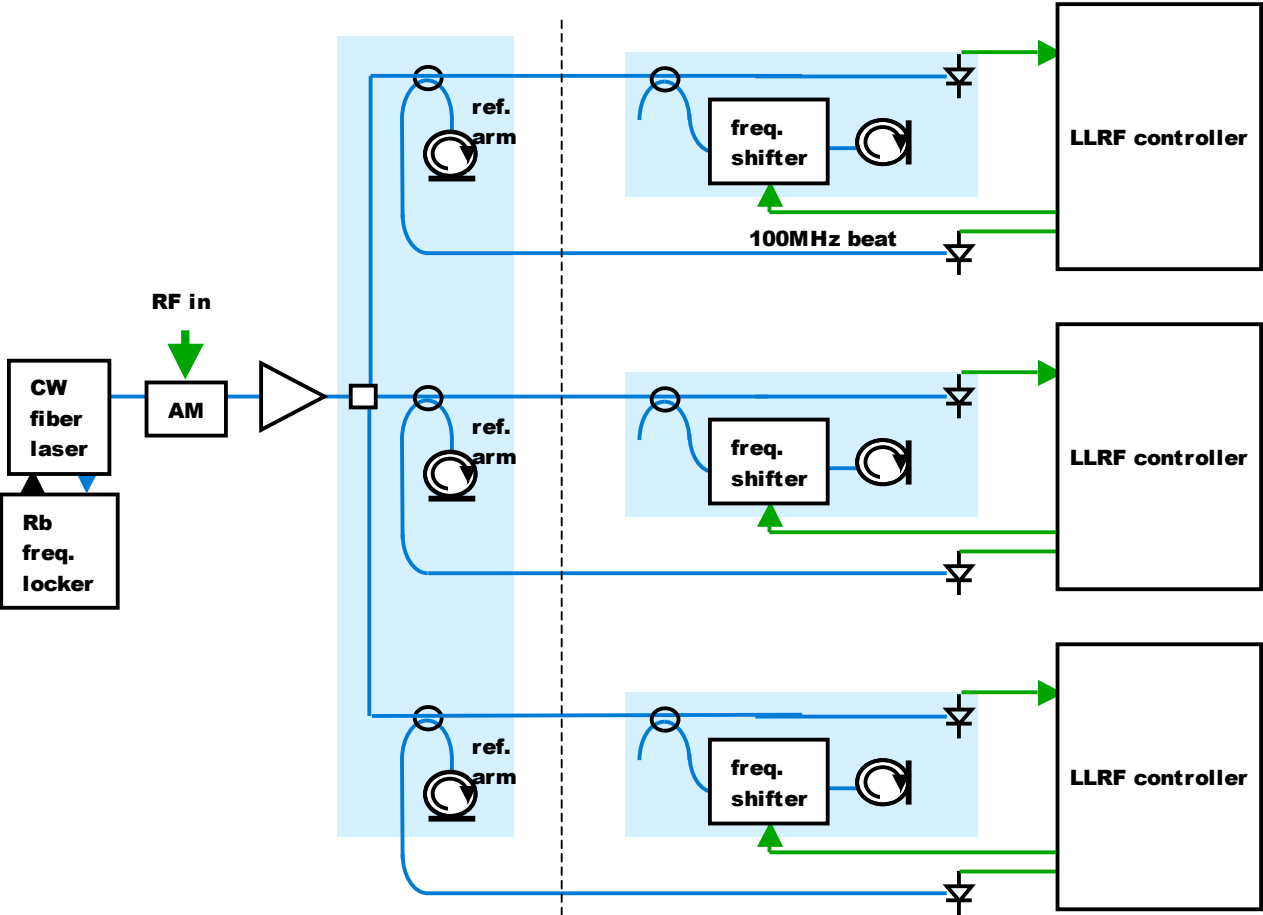 ref.
arm
freq.
shifter
LLRF controller
100MHz beat
RF in
CW
fiber
laser
AM
ref.
arm
freq.
shifter
LLRF controller
Rb
freq.
locker
ref.
arm
freq.
shifter
LLRF controller